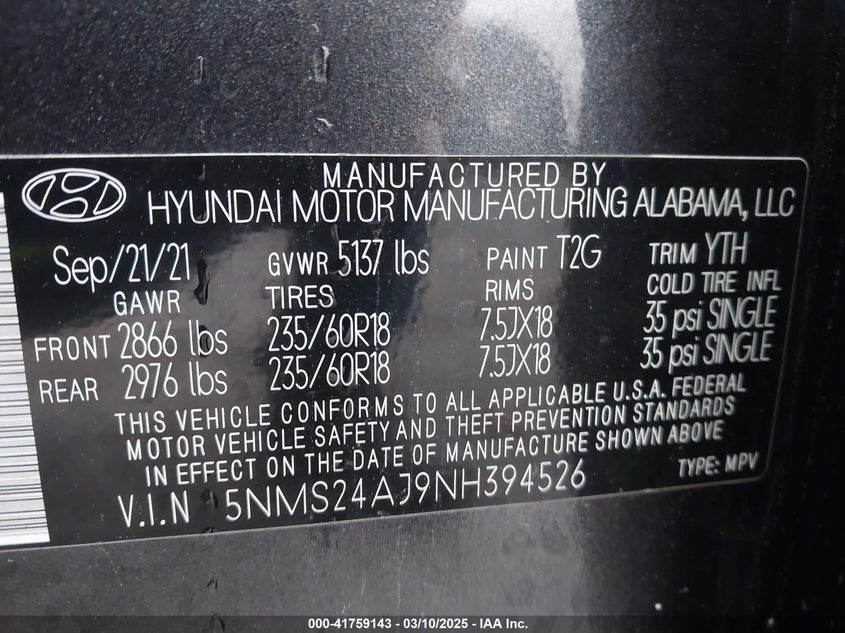 MANUFACTURED BY
HYUNDAI MOTOR MANUFACTURING ALABAMA, LLC
Sep/21/21 GVWR 5137 lbs PAINT T2G TRIM YTH
GAWR TIRES RIMS COLD TIRE INFL
FRONT 2866 lbs 235/60R18 7.5JX18 35 psi SINGLE
REAR 2976 lbs 235/60R18 7.5JX18 35 psi SINGLE
THIS VEHICLE CONFORMS TO ALL APPLICABLE U.S.A. FEDERAL
MOTOR VEHICLE SAFETY AND THEFT PREVENTION STANDARDS
IN EFFECT ON THE DATE OF MANUFACTURE SHOWN ABOVE
V.I.N 5NMS24AJ9NH394526 TYPE: MPV
000-41759143 - 03/10/2025 - IAA Inc.